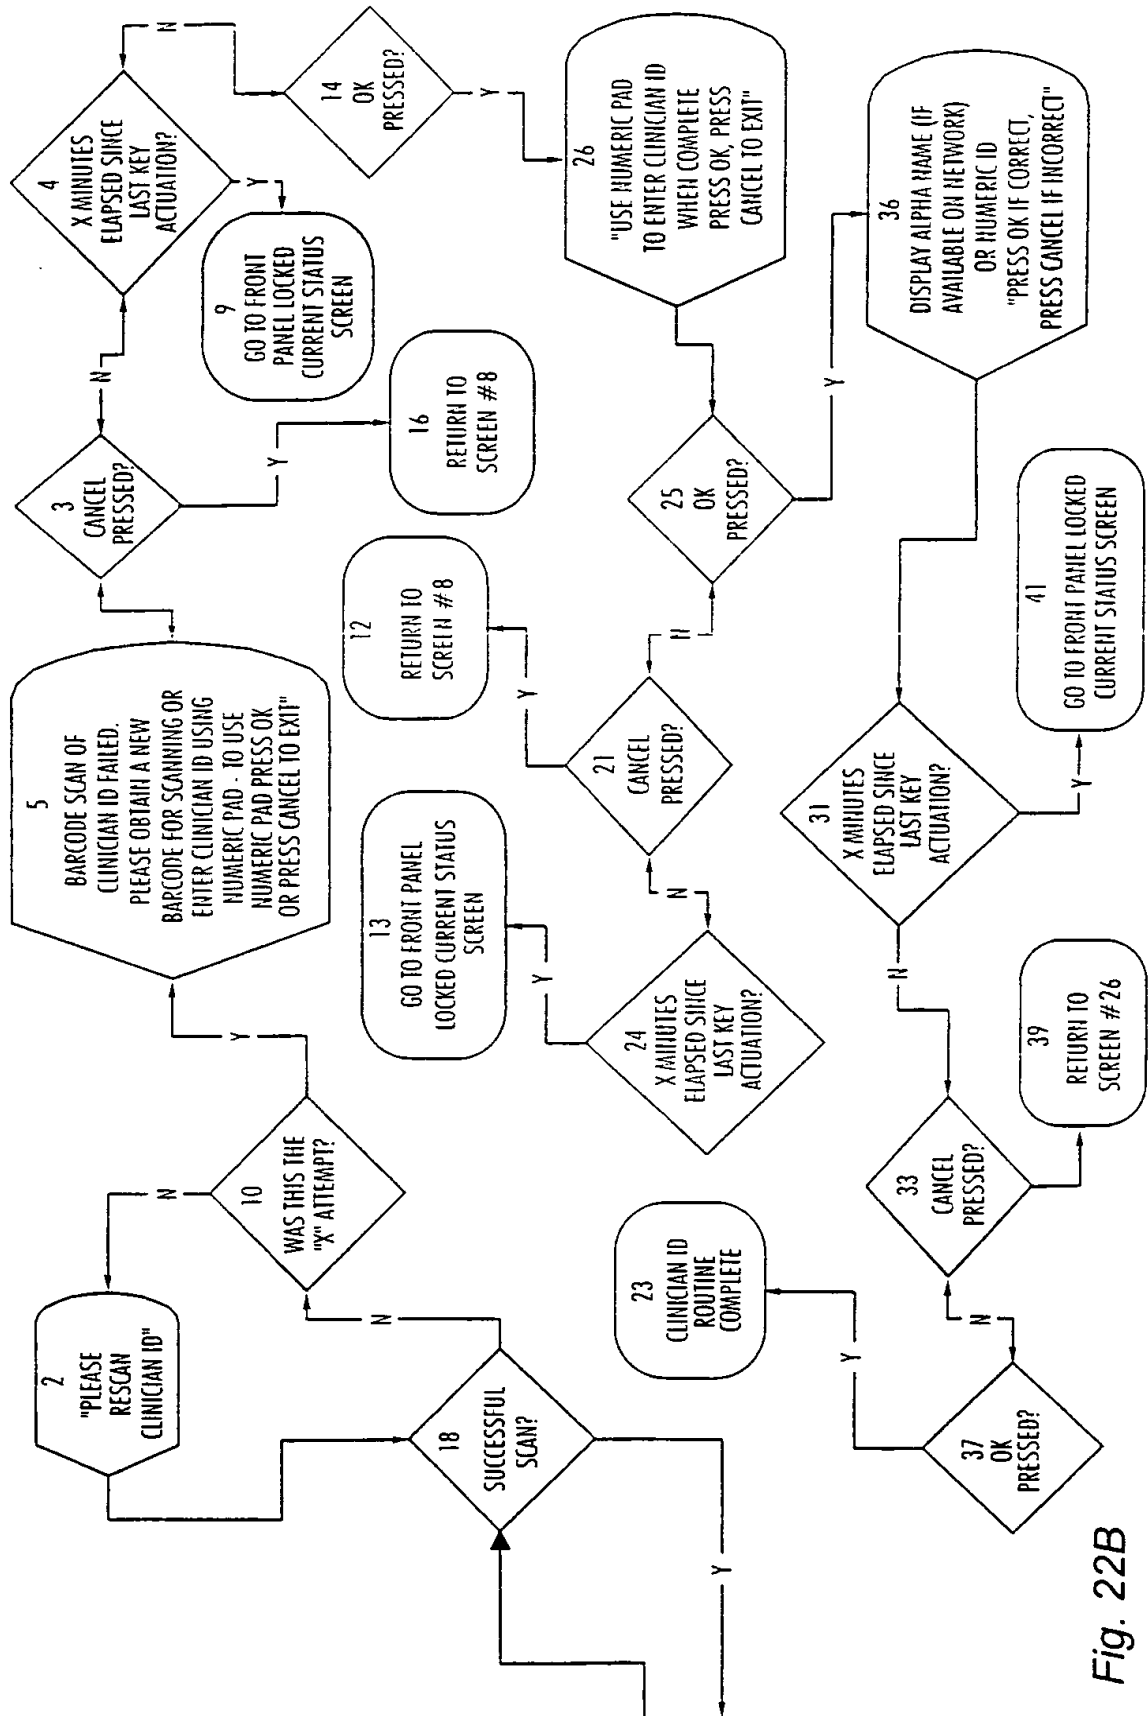 2
"PLEASE
RESCAN
CLINICIAN ID"
N
10
WAS THIS THE
"X" ATTEMPT?
Y
5
BARCODE SCAN OF
CLINICIAN ID FAILED.
PLEASE OBTAIN A NEW
BARCODE FOR SCANNING OR
ENTER CLINICIAN ID USING
NUMERIC PAD - TO USE
NUMERIC PAD PRESS OK
OR PRESS CANCEL TO EXIT"
3
CANCEL
PRESSED?
N
Y
4
X MINUTES
ELAPSED SINCE
LAST KEY
ACTUATION?
N
Y
9
GO TO FRONT
PANEL LOCKED
CURRENT STATUS
SCREEN
16
RETURN TO
SCREEN #8
14
OK
PRESSED?
Y
18
SUCCESSFUL
SCAN?
N
Y
13
GO TO FRONT PANEL
LOCKED CURRENT STATUS
SCREEN
Y
12
RETURN TO
SCREEN #8
Y
24
X MINUTES
ELAPSED SINCE
LAST KEY
ACTUATION?
N
21
CANCEL
PRESSED?
N
25
OK
PRESSED?
Y
26
"USE NUMERIC PAD
TO ENTER CLINICIAN ID
WHEN COMPLETE
PRESS OK, PRESS
CANCEL TO EXIT"
23
CLINICIAN ID
ROUTINE
COMPLETE
Y
37
OK
PRESSED?
N
33
CANCEL
PRESSED?
N
31
X MINUTES
ELAPSED SINCE
LAST KEY
ACTUATION?
Y
36
DISPLAY ALPHA NAME (IF
AVAILABLE ON NETWORK)
OR NUMERIC ID
"PRESS OK IF CORRECT,
PRESS CANCEL IF INCORRECT"
39
RETURN TO
SCREEN #26
41
GO TO FRONT PANEL LOCKED
CURRENT STATUS SCREEN
Fig. 22B